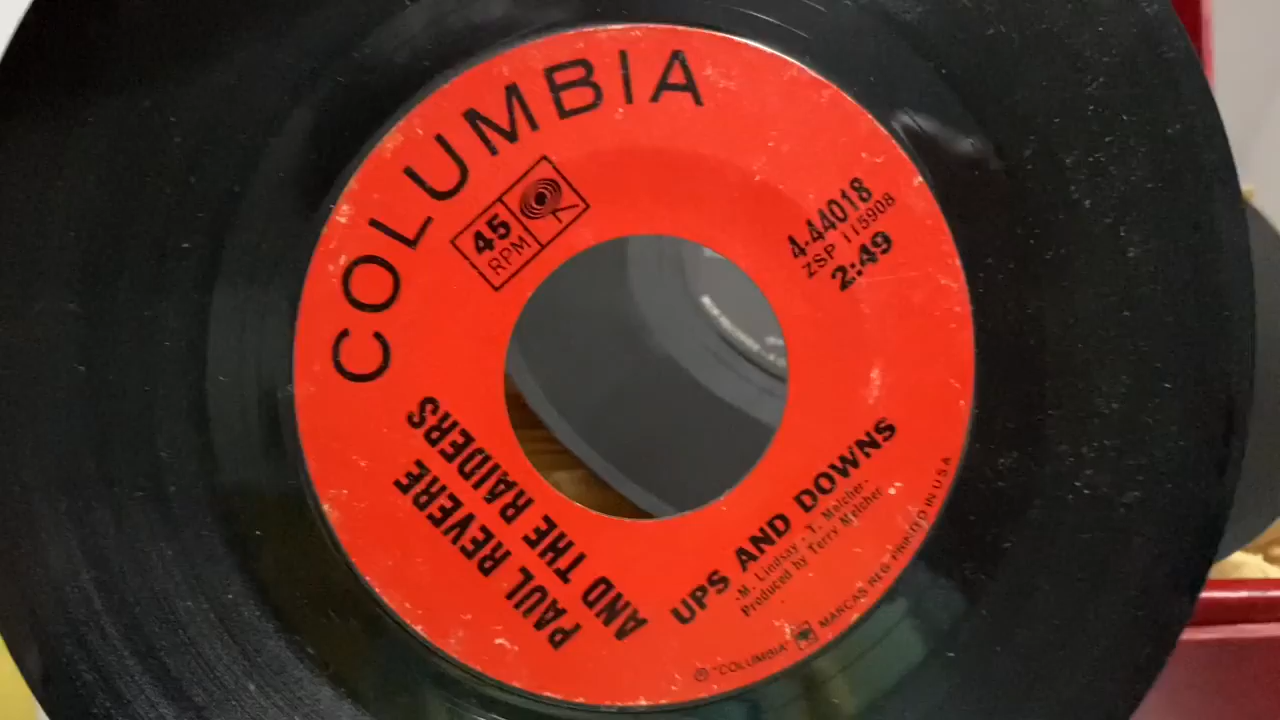 COLUMBIA
45
RPM
4-44018
ZSP 115908
2:49
PAUL REVERE
AND THE RAIDERS
UPS AND DOWNS
-M. Lindsay - T. Melcher-
Produced by Terry Melcher
Ⓟ "COLUMBIA" MARCAS REG. PRINTED IN U.S.A.